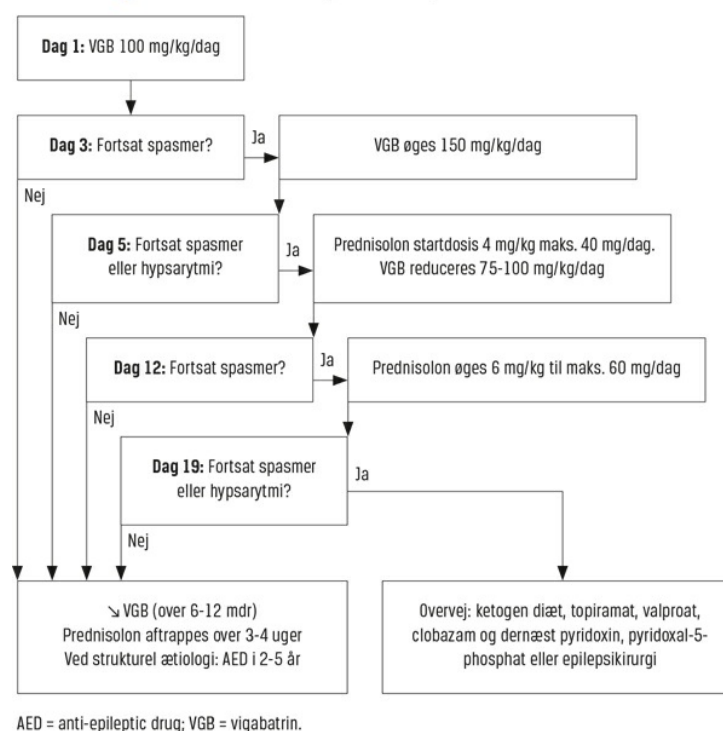 Dag 1: VGB 100 mg/kg/dag
Dag 3: Fortsat spasmer?
Ja
VGB øges 150 mg/kg/dag
Nej
Dag 5: Fortsat spasmer
eller hypsarytmi?
Ja
Prednisolon startdosis 4 mg/kg maks. 40 mg/dag.
VGB reduceres 75-100 mg/kg/dag
Nej
Dag 12: Fortsat spasmer?
Ja
Prednisolon øges 6 mg/kg til maks. 60 mg/dag
Nej
Dag 19: Fortsat spasmer
eller hypsarytmi?
Ja
Nej
↘ VGB (over 6-12 mdr)
Prednisolon aftrappes over 3-4 uger
Ved strukturel ætiologi: AED i 2-5 år
Overvej: ketogen diæt, topiramat, valproat,
clobazam og dernæst pyridoxin, pyridoxal-5-
phosphat eller epilepsikirurgi
AED = anti-epileptic drug; VGB = vigabatrin.